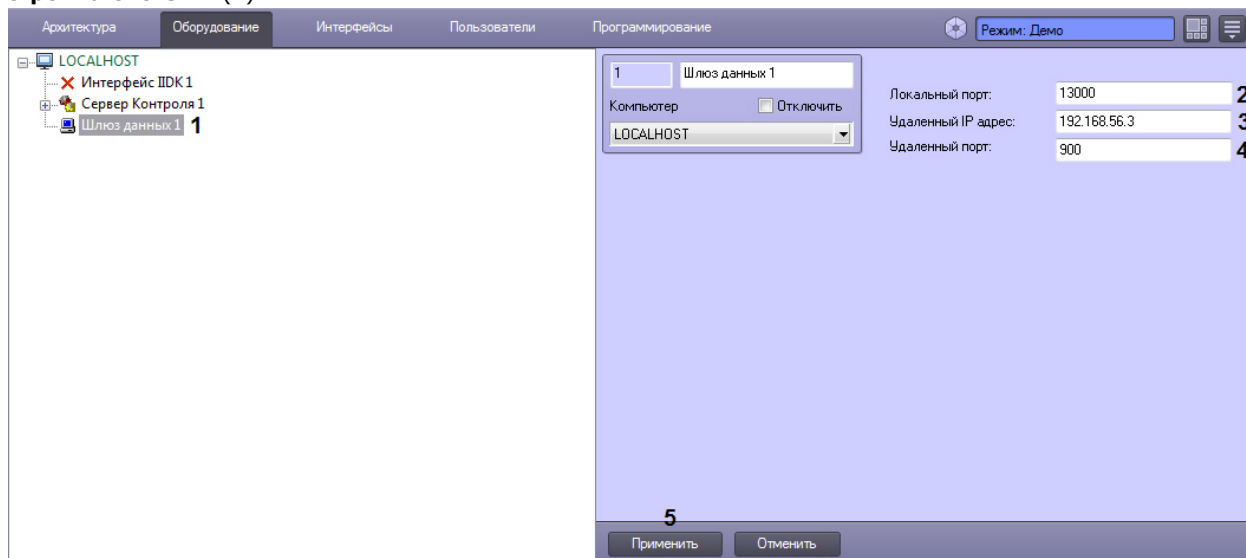 Архитектура Оборудование Интерфейсы Пользователи Программирование Режим: Демо
LOCALHOST
Интерфейс IIDK 1
Сервер Контроля 1
Шлюз данных 1 1
1 Шлюз данных 1
Компьютер Отключить
LOCALHOST
Локальный порт: 13000 2
Удаленный IP адрес: 192.168.56.3 3
Удаленный порт: 900 4
5
Применить Отменить